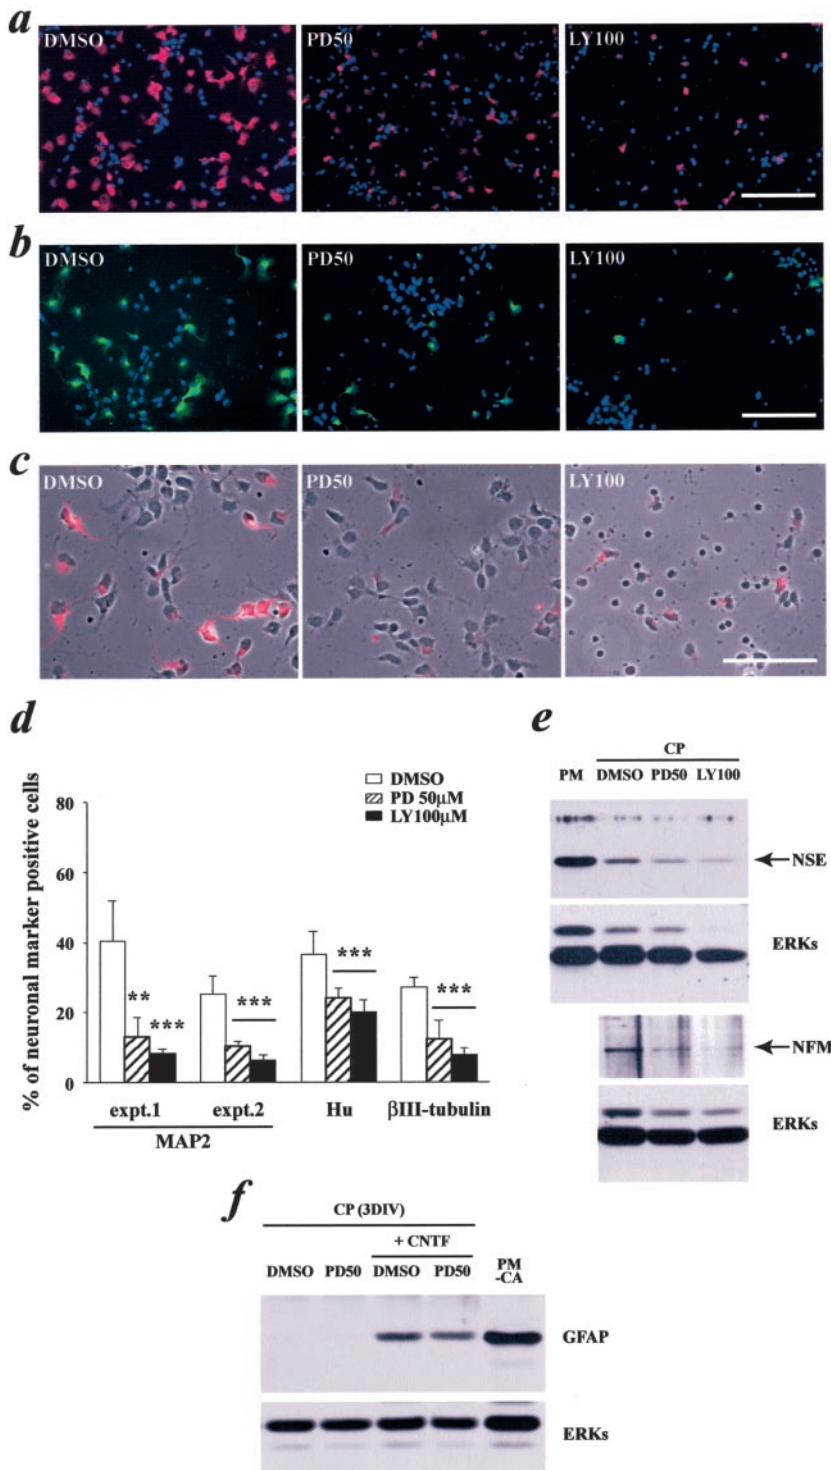 a
DMSO PD50 LY100
b
DMSO PD50 LY100
c
DMSO PD50 LY100
d
% of neuronal marker positive cells
80
60
40
20
0
DMSO
PD 50μM
LY100μM
** *** *** *** ***
expt.1 expt.2 Hu βIII-tubulin
MAP2
e
CP
PM DMSO PD50 LY100
NSE
ERKs
NFM
ERKs
f
CP (3DIV)
+ CNTF
DMSO PD50 DMSO PD50 PM
-CA
GFAP
ERKs